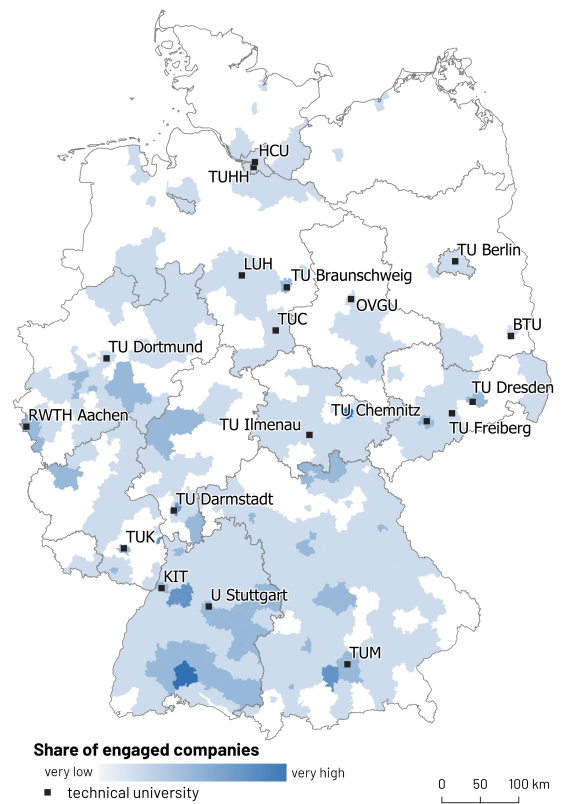 HCU
TUHH
TU Berlin
LUH
TU Braunschweig
OVGU
TUC
BTU
TU Dortmund
TU Dresden
RWTH Aachen
TU Chemnitz
TU Ilmenau
TU Freiberg
TU Darmstadt
TUK
KIT
U Stuttgart
TUM
Share of engaged companies
very low very high
technical university
0 50 100 km